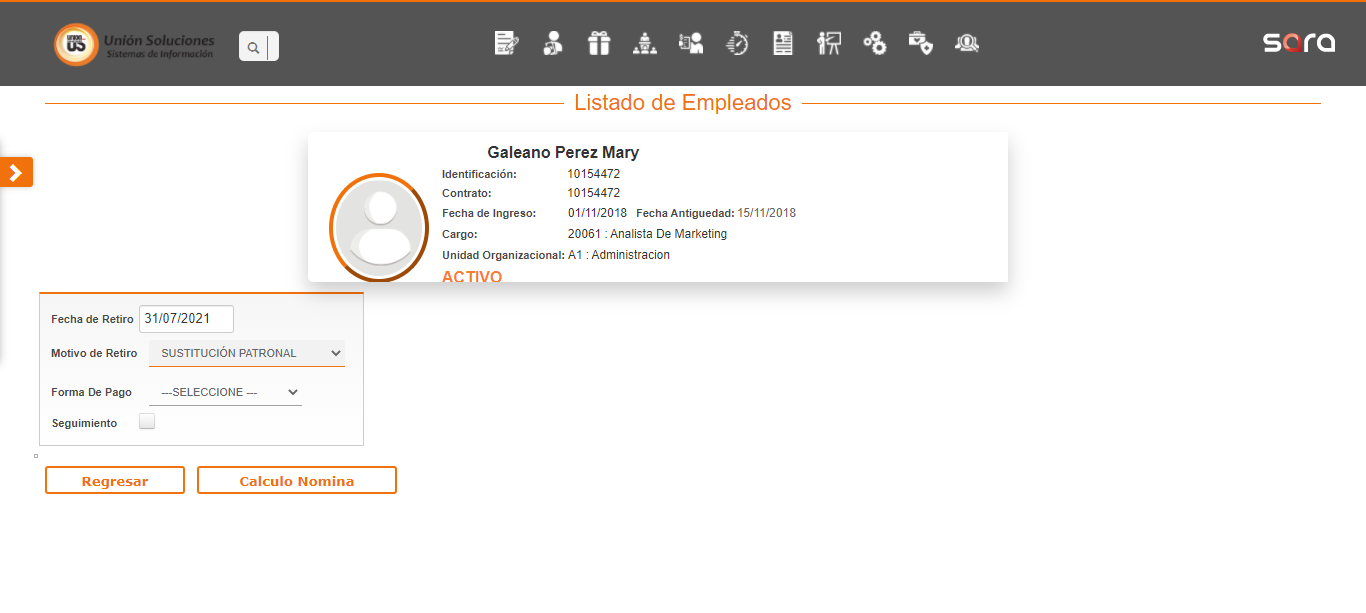 UNION
US
Unión Soluciones
Sistemas de Información
sara
Listado de Empleados
Galeano Perez Mary
Identificación: 10154472
Contrato: 10154472
Fecha de Ingreso: 01/11/2018 Fecha Antiguedad: 15/11/2018
Cargo: 20061 : Analista De Marketing
Unidad Organizacional: A1 : Administracion
ACTIVO
Fecha de Retiro 31/07/2021
Motivo de Retiro SUSTITUCIÓN PATRONAL
Forma De Pago ---SELECCIONE ---
Seguimiento
Regresar Calculo Nomina